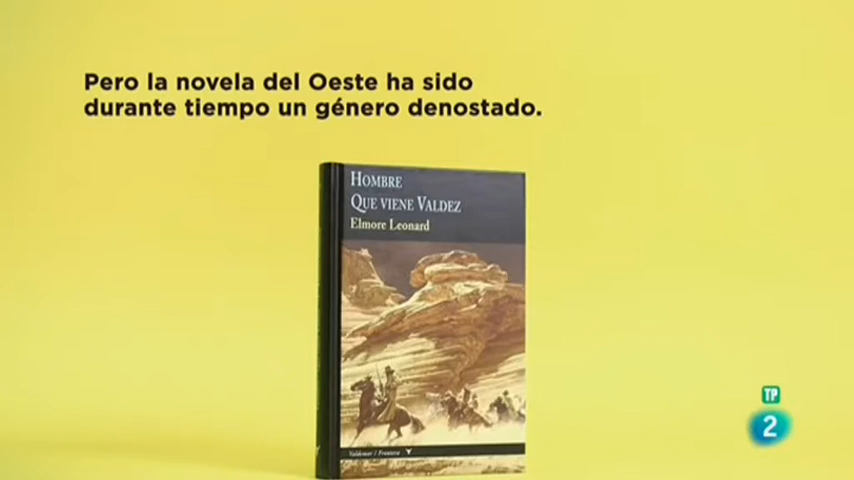 Pero la novela del Oeste ha sido
durante tiempo un género denostado.
HOMBRE
QUE VIENE VALDEZ
Elmore Leonard
Valdemar / Frontera
TP
2